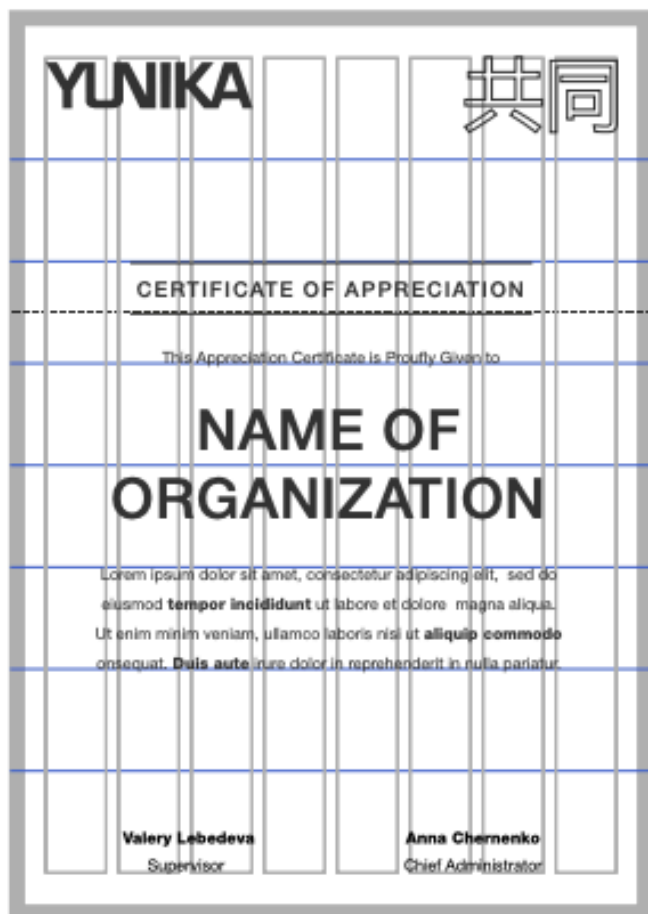 YUNIKA
共同
CERTIFICATE OF APPRECIATION
This Appreciation Certificate is Proufly Given to
NAME OF
ORGANIZATION
Lorem ipsum dolor sit amet, consectetur adipiscing elit, sed do
eiusmod tempor incididunt ut labore et dolore magna aliqua.
Ut enim minim veniam, ullamco laboris nisi ut aliquip commodo
onsequat. Duis aute irure dolor in reprehenderit in nulla pariatur.
Valery Lebedeva
Supervisor
Anna Chernenko
Chief Administrator